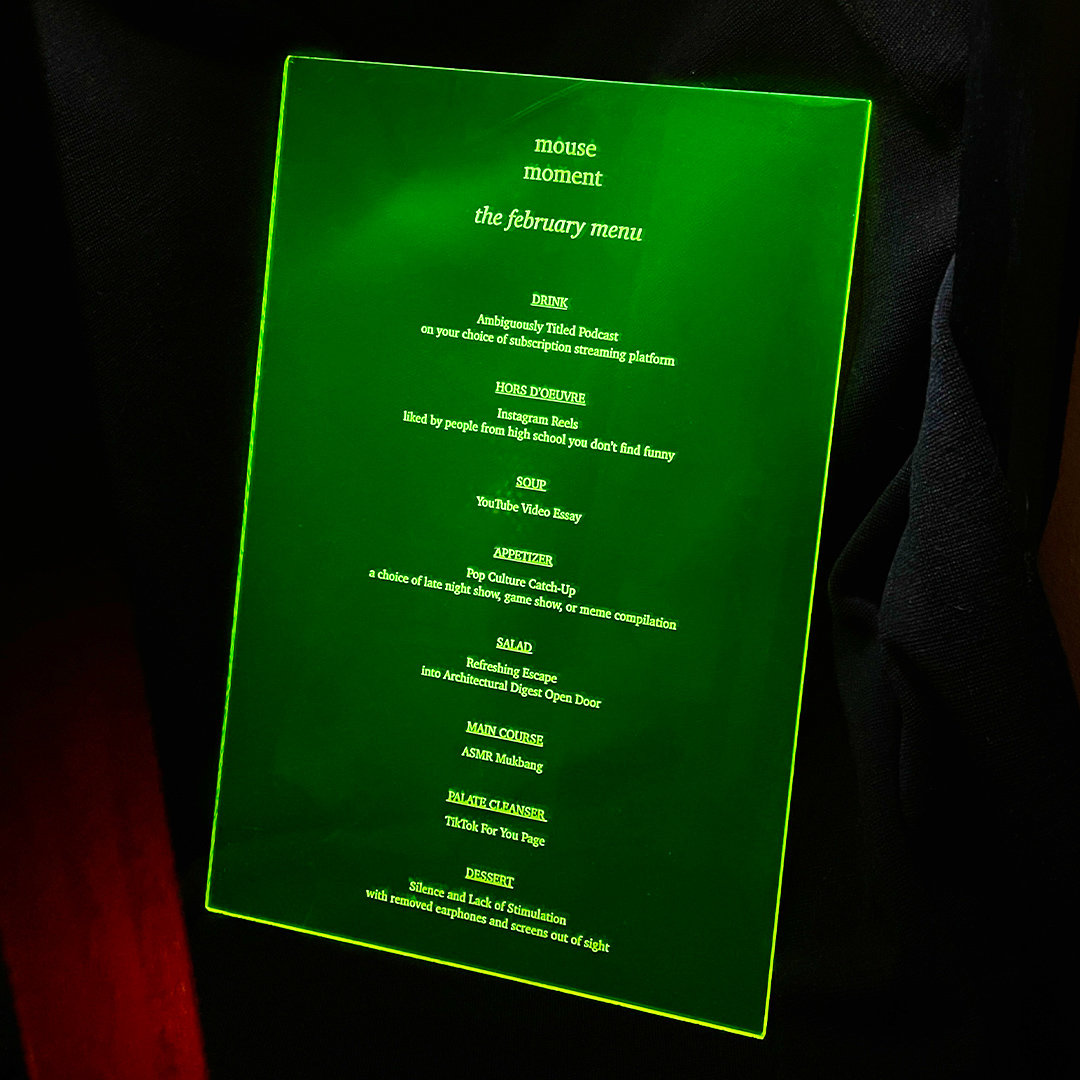 mouse
moment
the february menu
DRINK
Ambiguously Titled Podcast
on your choice of subscription streaming platform
HORS D'OEUVRE
Instagram Reels
liked by people from high school you don't find funny
SOUP
YouTube Video Essay
APPETIZER
Pop Culture Catch-Up
a choice of late night show, game show, or meme compilation
SALAD
Refreshing Escape
into Architectural Digest Open Door
MAIN COURSE
ASMR Mukbang
PALATE CLEANSER
TikTok For You Page
DESSERT
Silence and Lack of Stimulation
with removed earphones and screens out of sight